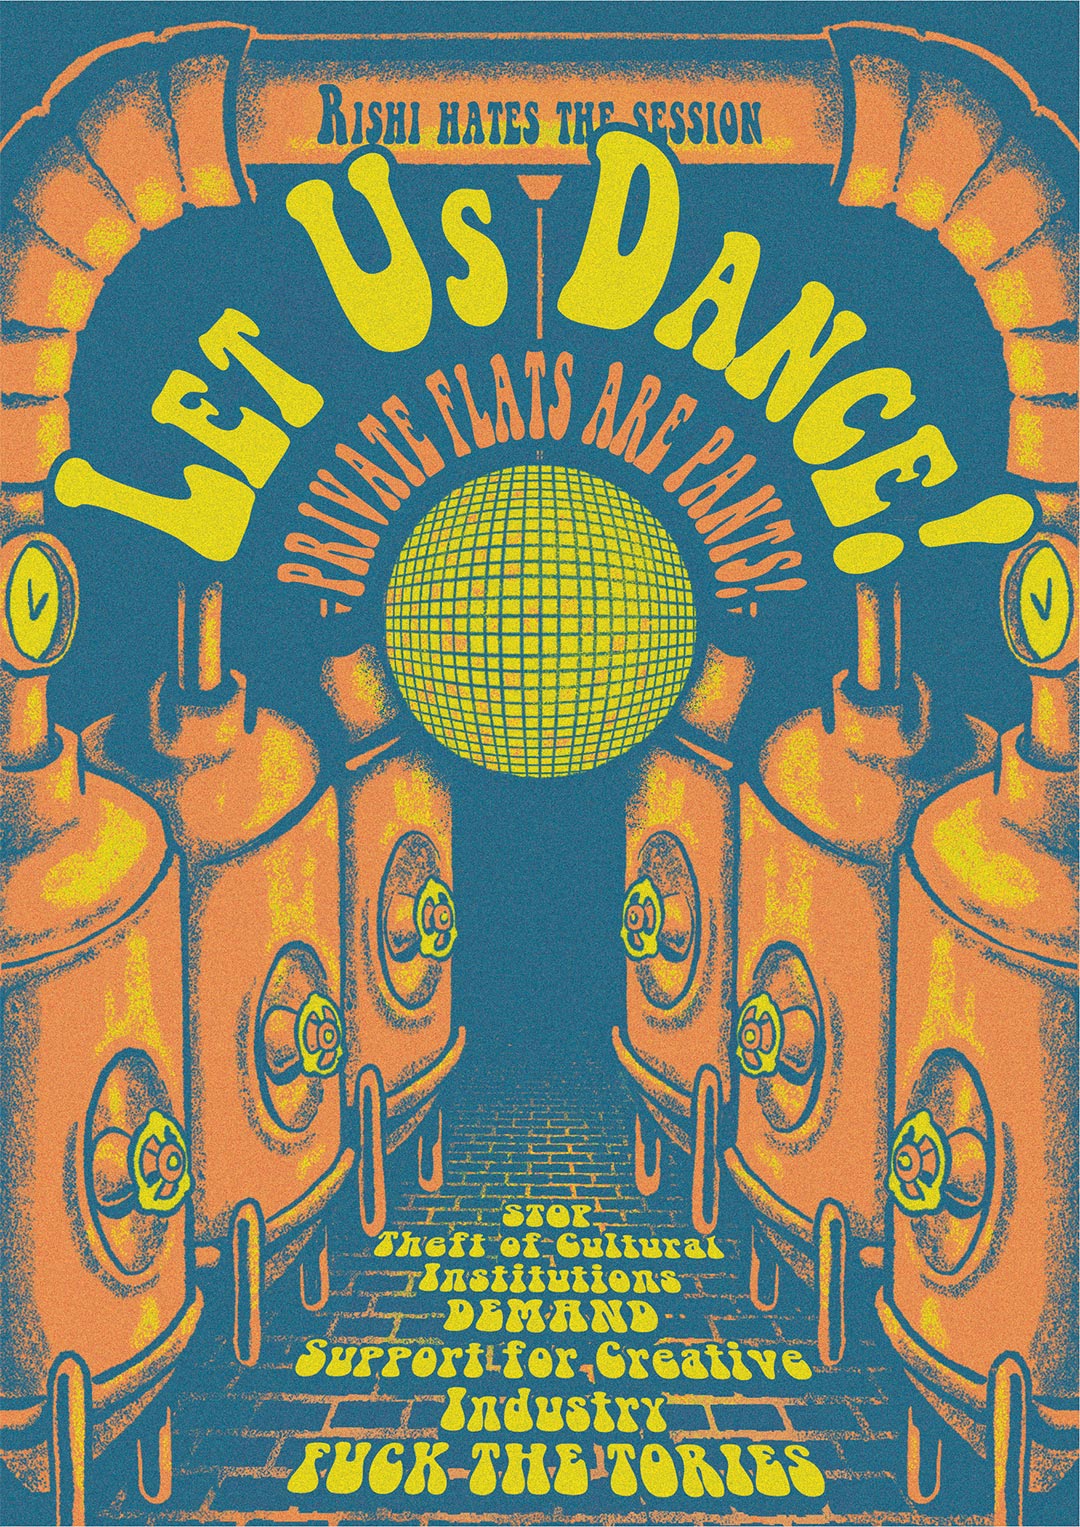 Rishi hates the session
Let Us Dance!
-Private flats are pants!-
STOP
Theft of Cultural
Institutions
DEMAND
Support for Creative
Industry
FUCK THE TORIES